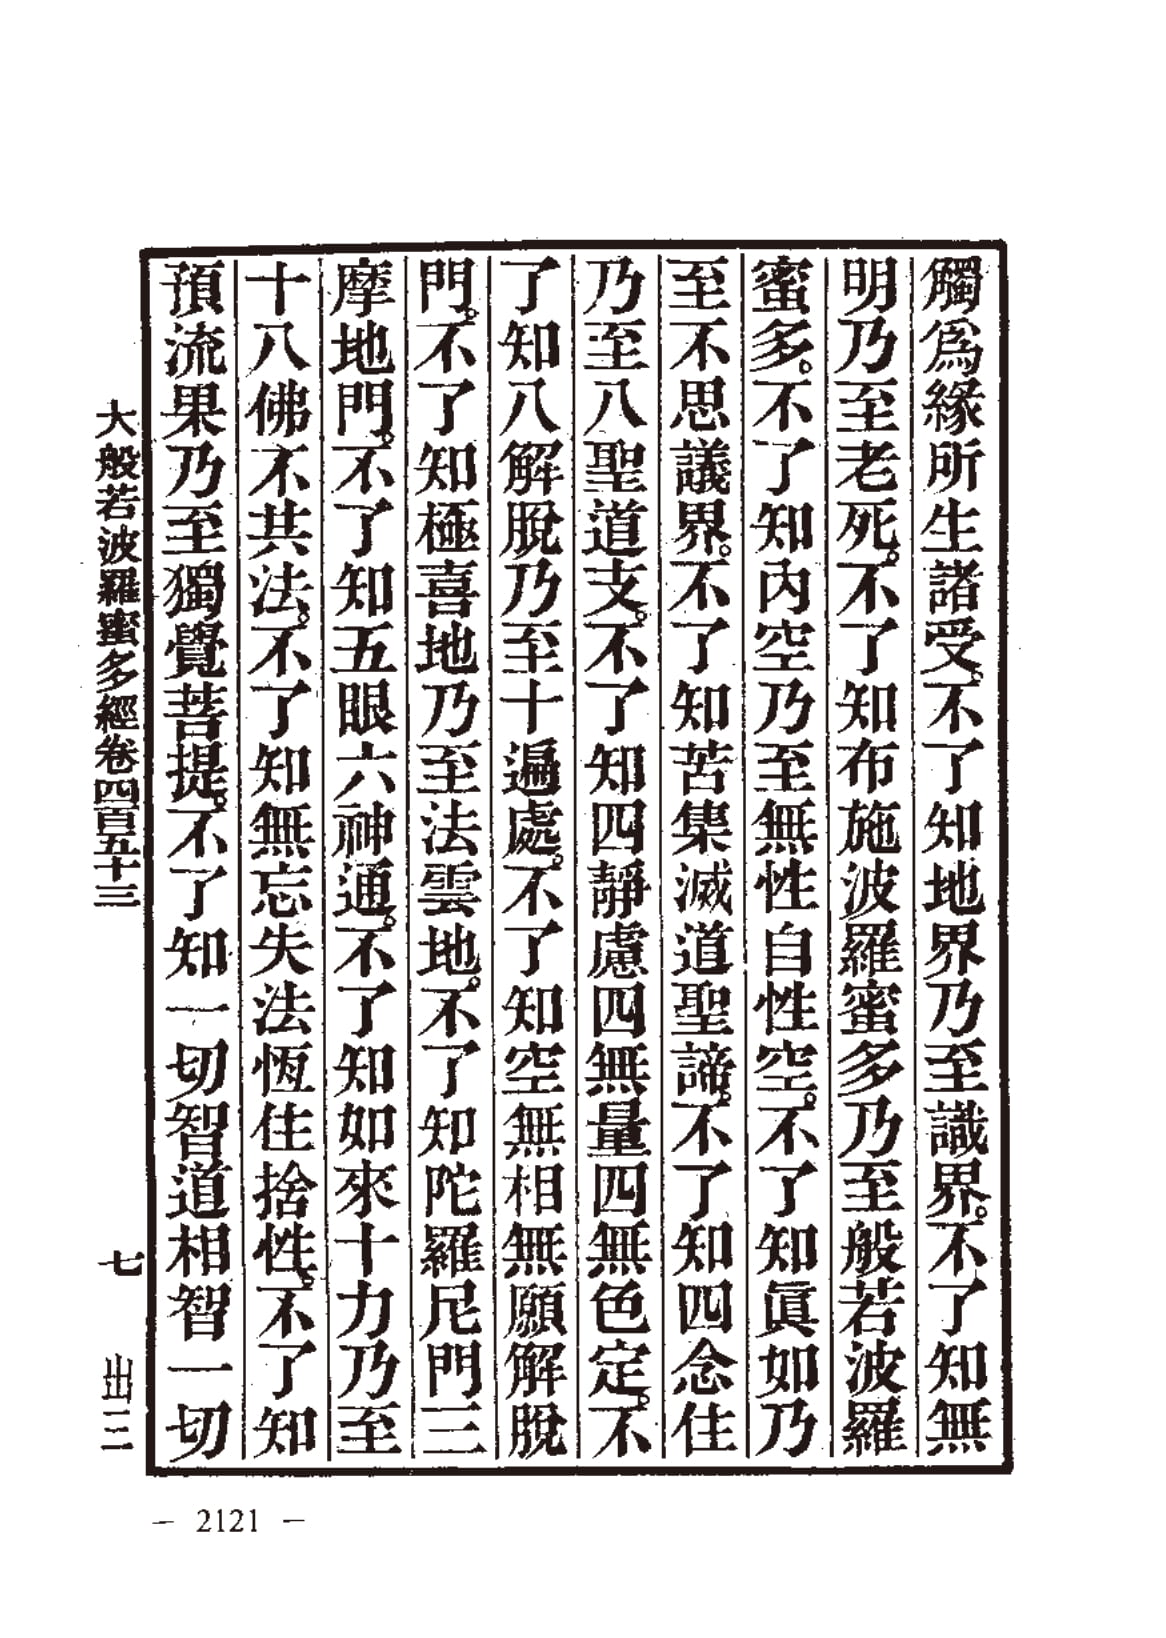 觸爲緣所生諸受。不了知地界乃至識界。不了知無
明乃至老死。不了知布施波羅蜜多乃至般若波羅
蜜多。不了知內空乃至無性自性空。不了知眞如乃
至不思議界。不了知苦集滅道聖諦。不了知四念住
乃至八聖道支。不了知四靜慮四無量四無色定。不
了知八解脫乃至十遍處。不了知空無相無願解脫
門。不了知極喜地乃至法雲地。不了知陀羅尼門三
摩地門。不了知五眼六神通。不了知如來十力乃至
十八佛不共法。不了知無忘失法恆住捨性。不了知
預流果乃至獨覺菩提。不了知一切智道相智一切
大般若波羅蜜多經卷四百五十三 七 出二
— 2121 —